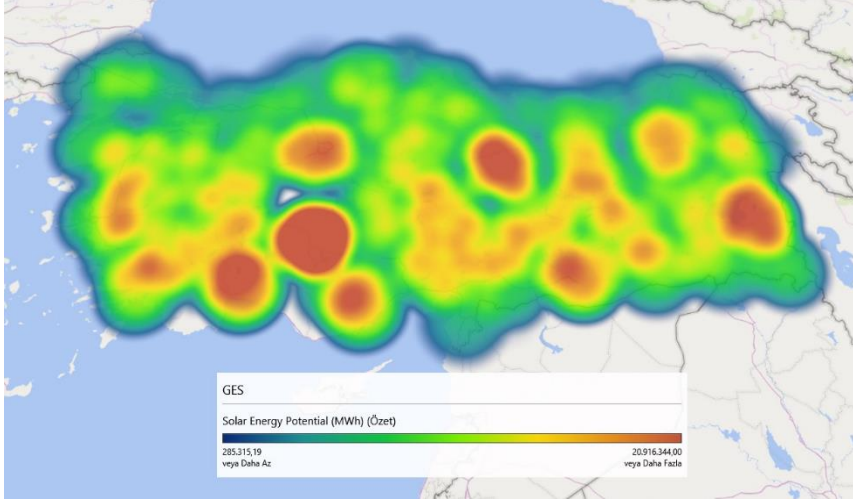 GES
Solar Energy Potential (MWh) (Özet)
285.315,19
veya Daha Az
20.916.344,00
veya Daha Fazla